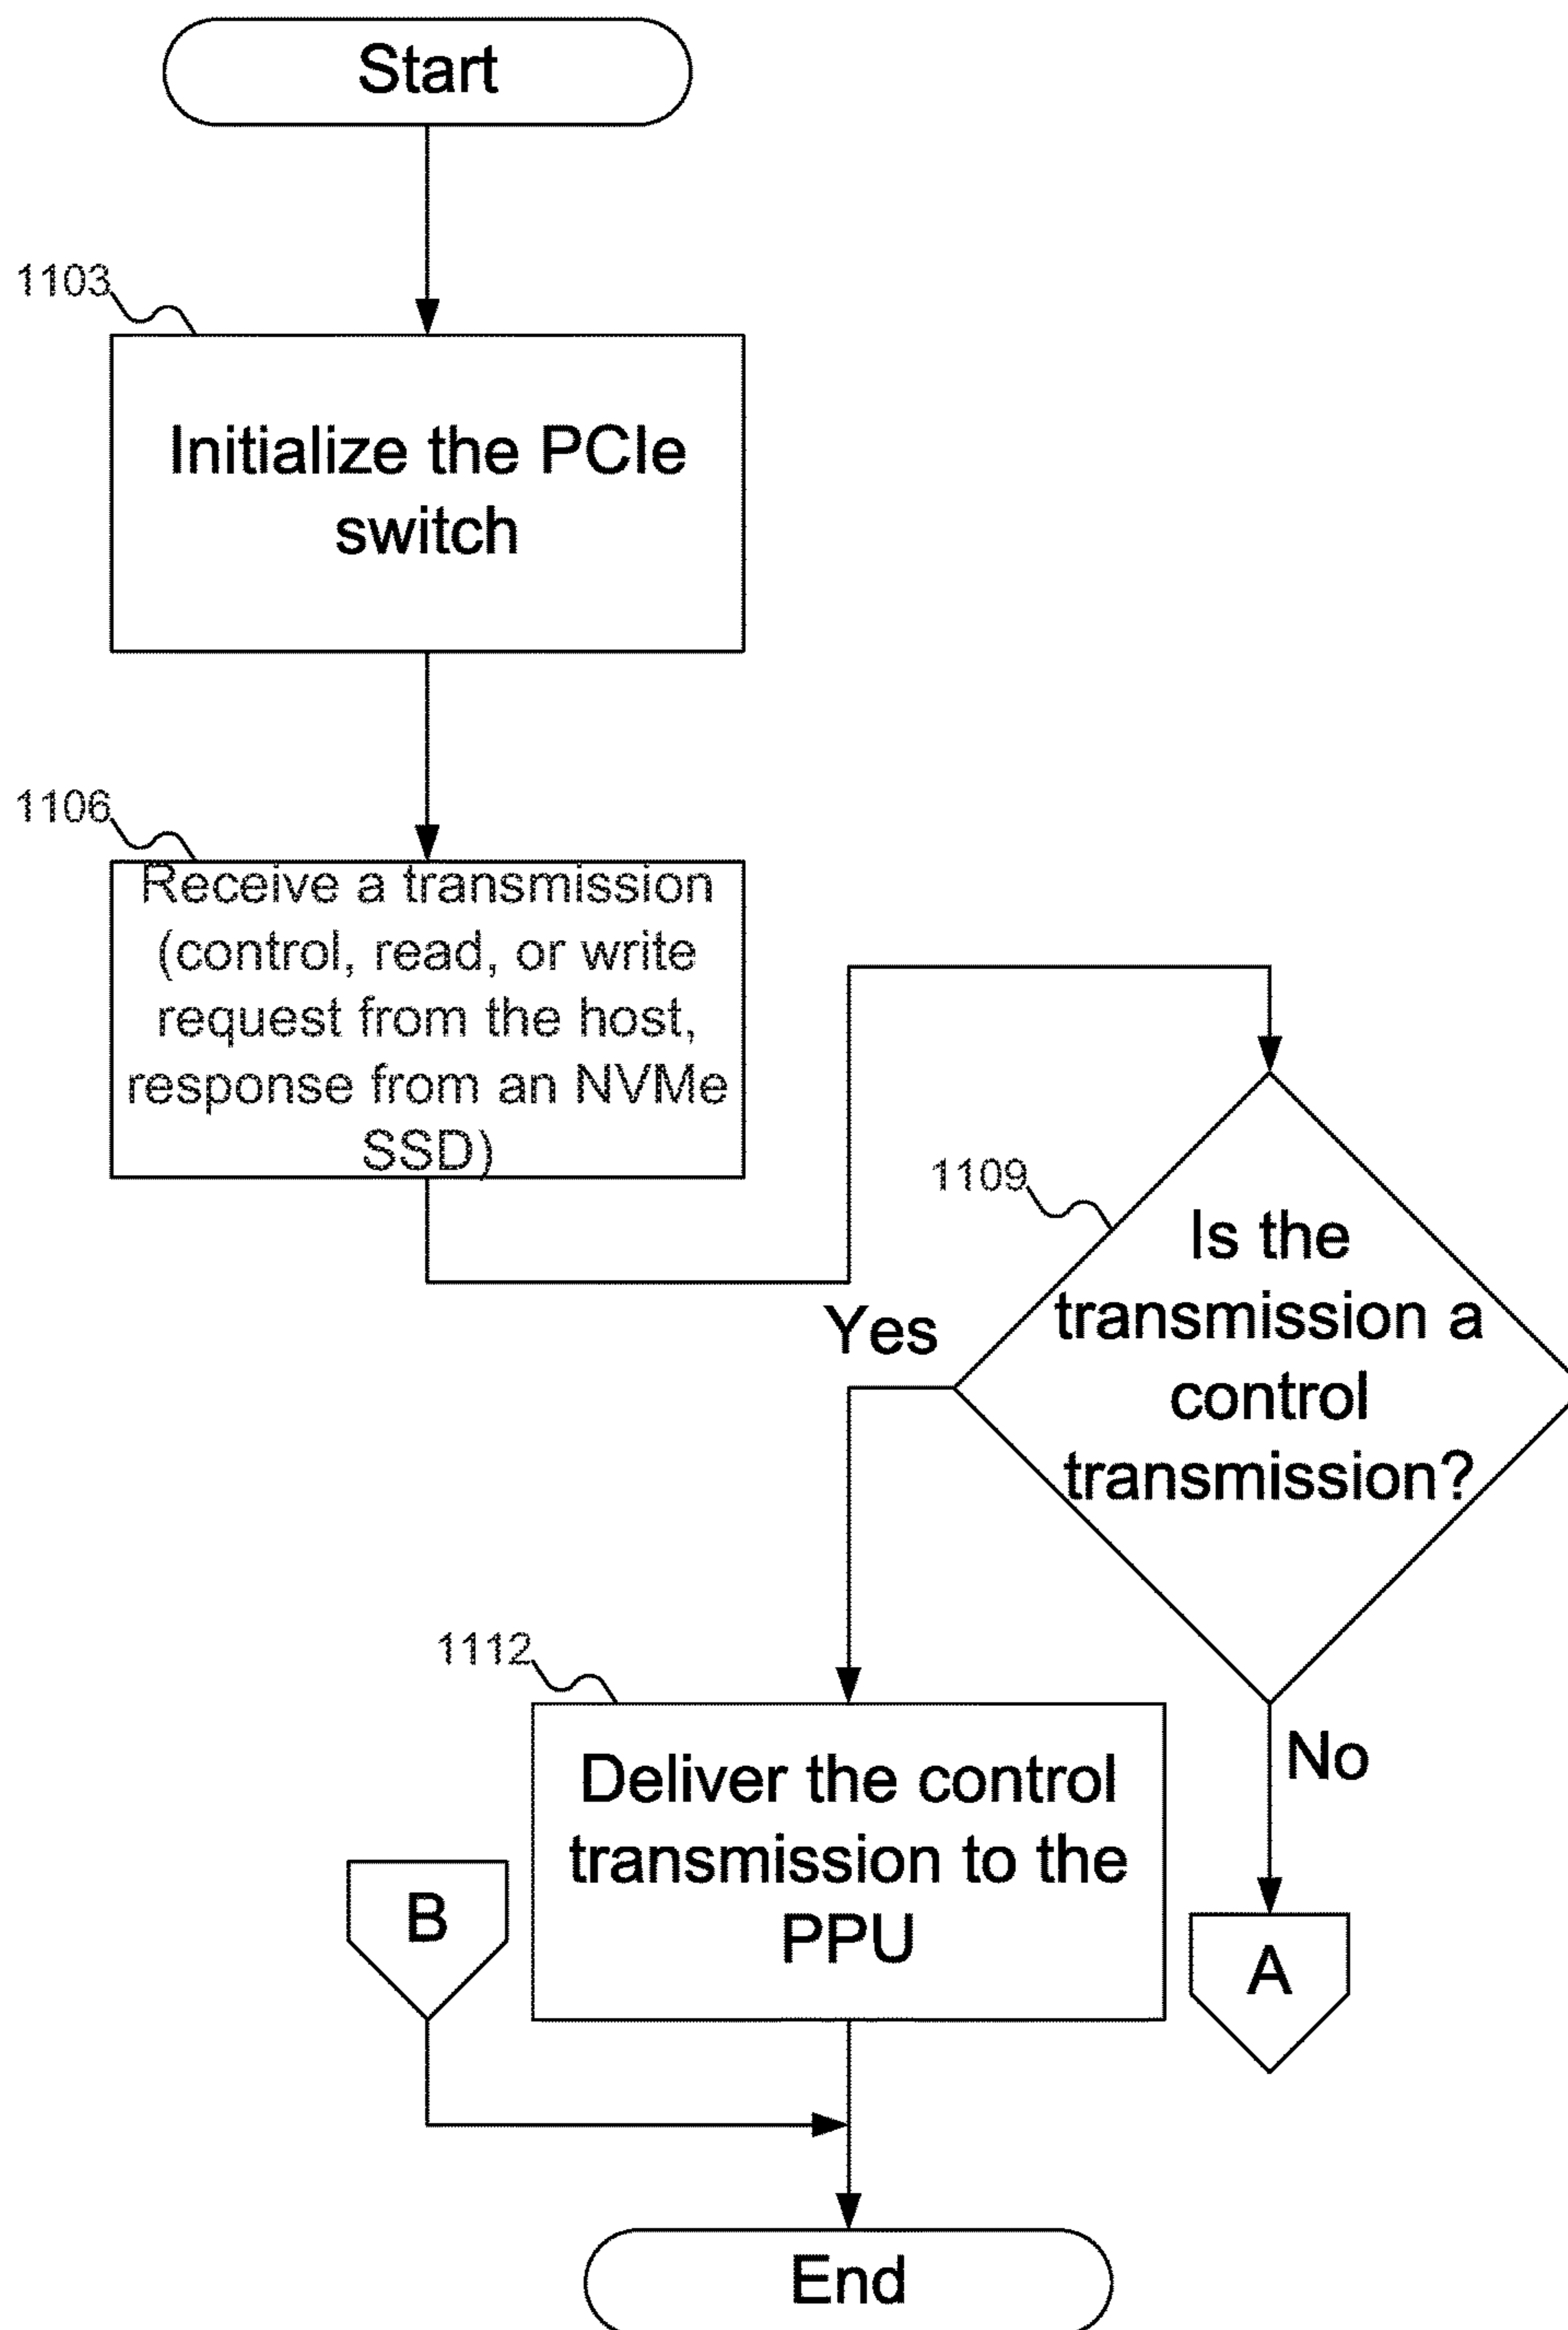 Start
1103
Initialize the PCIe
switch
1106
Receive a transmission
(control, read, or write
request from the host,
response from an NVMe
SSD)
1109
Is the
transmission a
control
transmission?
Yes
No
1112
Deliver the control
transmission to the
PPU
B
A
End